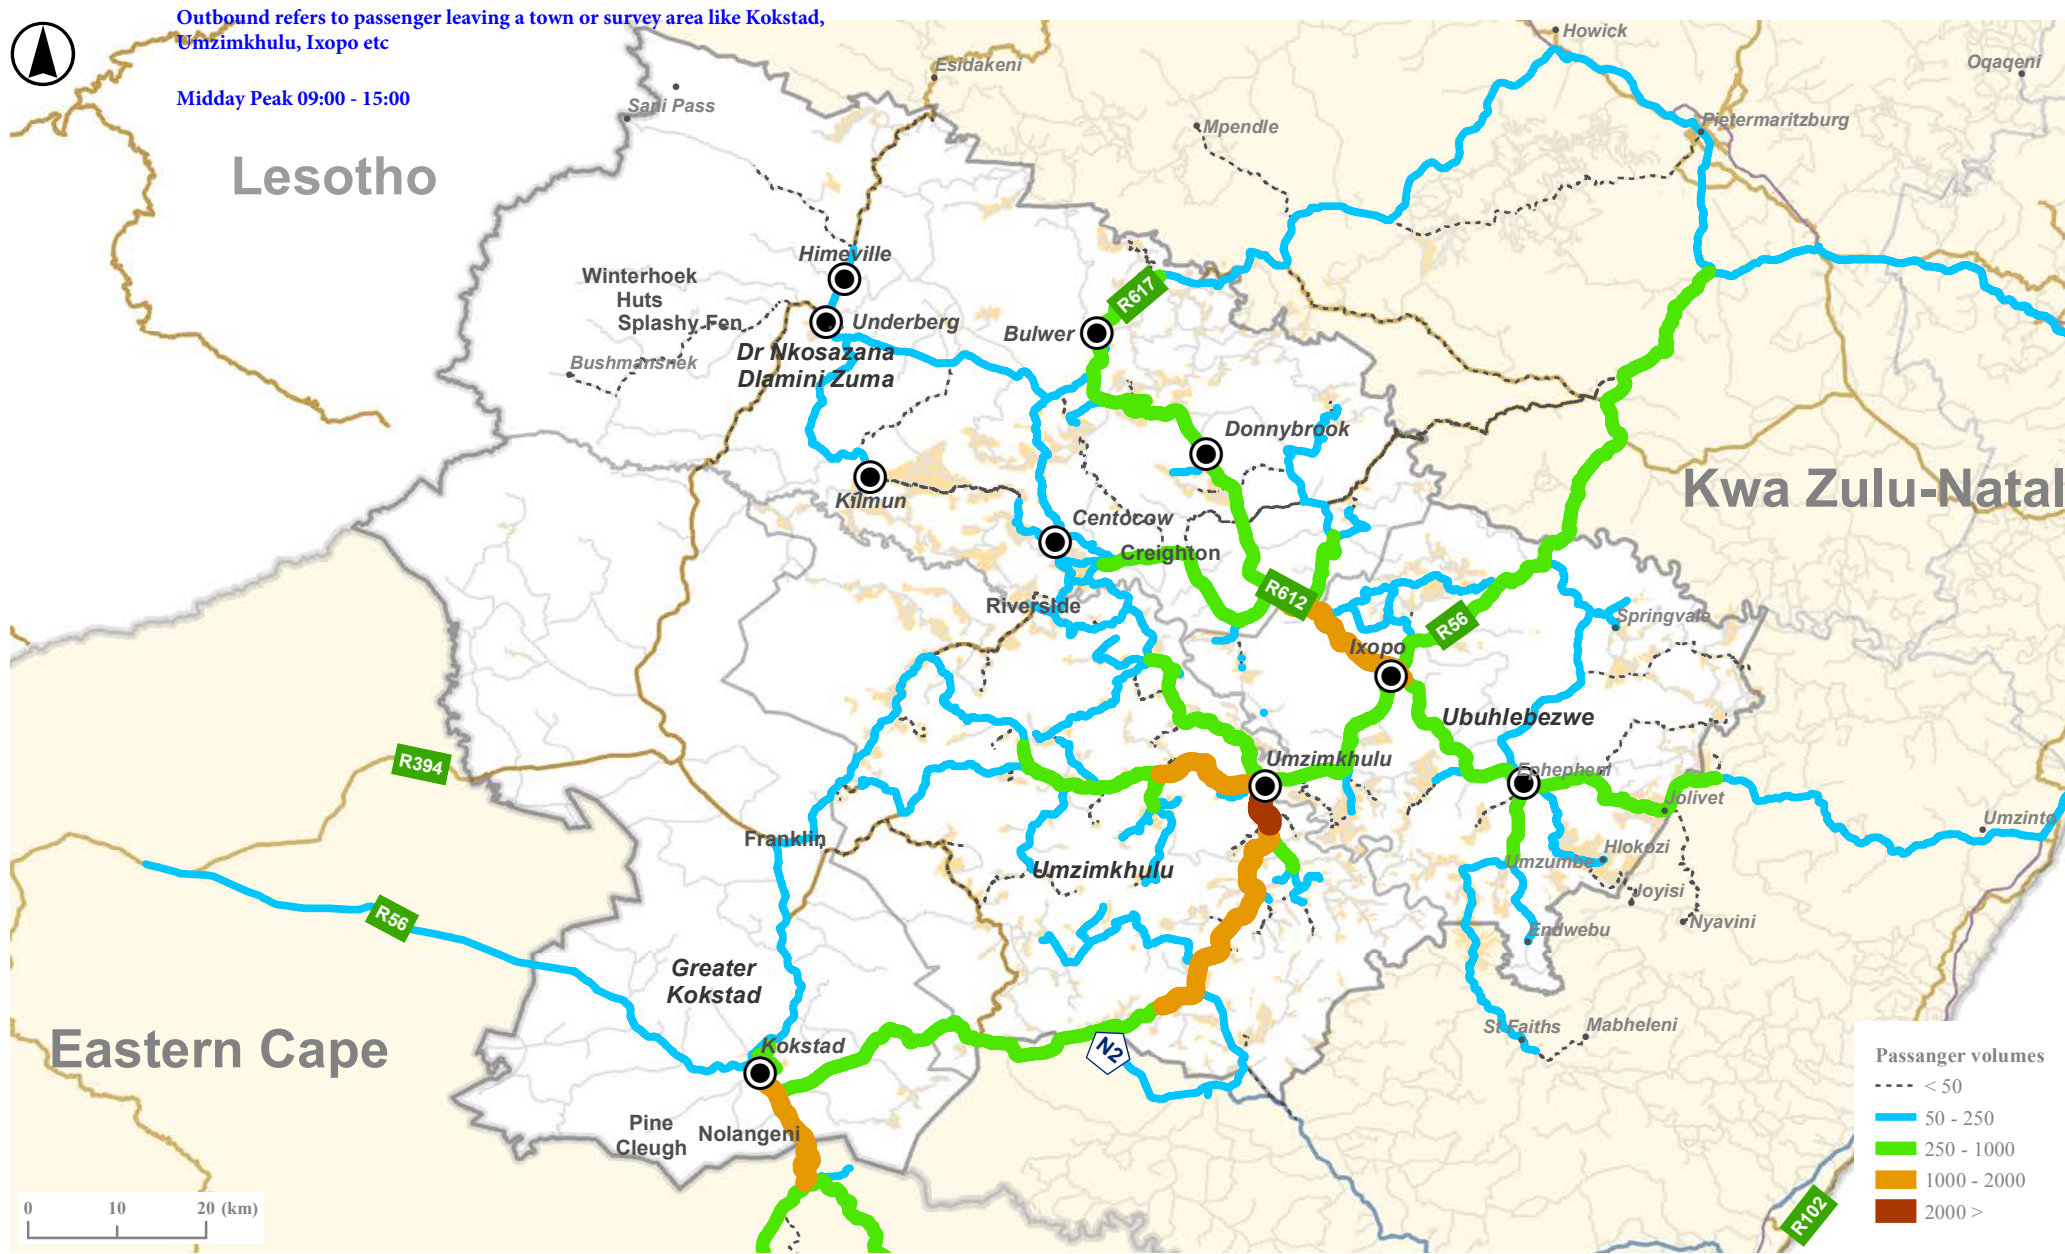 Outbound refers to passenger leaving a town or survey area like Kokstad,
Umzimkhulu, Ixopo etc
Midday Peak 09:00 - 15:00
Howick
Oqaqeni
Esidakeni
Sani Pass
Mpendle
Pietermaritzburg
Lesotho
Himeville
Winterhoek
Huts
Splashy Fen
Underberg
R617
Bulwer
Bushmansnek
Dr Nkosazana
Dlamini Zuma
Donnybrook
Kwa Zulu-Natal
Kilmun
Centocow
Creighton
Riverside
R612
R56
Springvale
Ixopo
Ubuhlebezwe
R394
Umzimkhulu
Ephepheni
Jolivet
Umzinto
Franklin
Umzimkhulu
Umzumbe
Hlokozi
Joyisi
R56
Nyavini
Endwebu
Greater
Kokstad
St Faiths
Mabheleni
Eastern Cape
Kokstad
N2
Pine
Cleugh
Nolangeni
R102
Passanger volumes
< 50
50 - 250
250 - 1000
1000 - 2000
2000 >
0 10 20 (km)